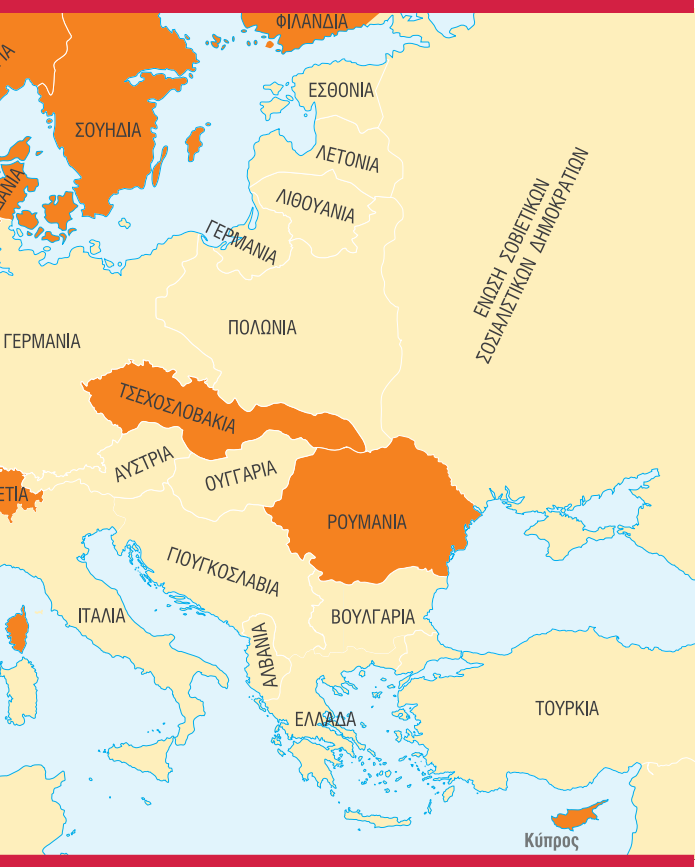 ΦΙΛΑΝΔΙΑ
ΕΣΘΟΝΙΑ
ΣΟΥΗΔΙΑ
ΛΕΤΟΝΙΑ
ΛΙΘΟΥΑΝΙΑ
ΓΕΡΜΑΝΙΑ
ΕΝΩΣΗ ΣΟΒΙΕΤΙΚΩΝ
ΣΟΣΙΑΛΙΣΤΙΚΩΝ ΔΗΜΟΚΡΑΤΙΩΝ
ΠΟΛΩΝΙΑ
ΓΕΡΜΑΝΙΑ
ΤΣΕΧΟΣΛΟΒΑΚΙΑ
ΑΥΣΤΡΙΑ
ΟΥΓΓΑΡΙΑ
ΕΤΙΑ
ΡΟΥΜΑΝΙΑ
ΓΙΟΥΓΚΟΣΛΑΒΙΑ
ΙΤΑΛΙΑ
ΒΟΥΛΓΑΡΙΑ
ΑΛΒΑΝΙΑ
ΕΛΛΑΔΑ
ΤΟΥΡΚΙΑ
Κύπρος